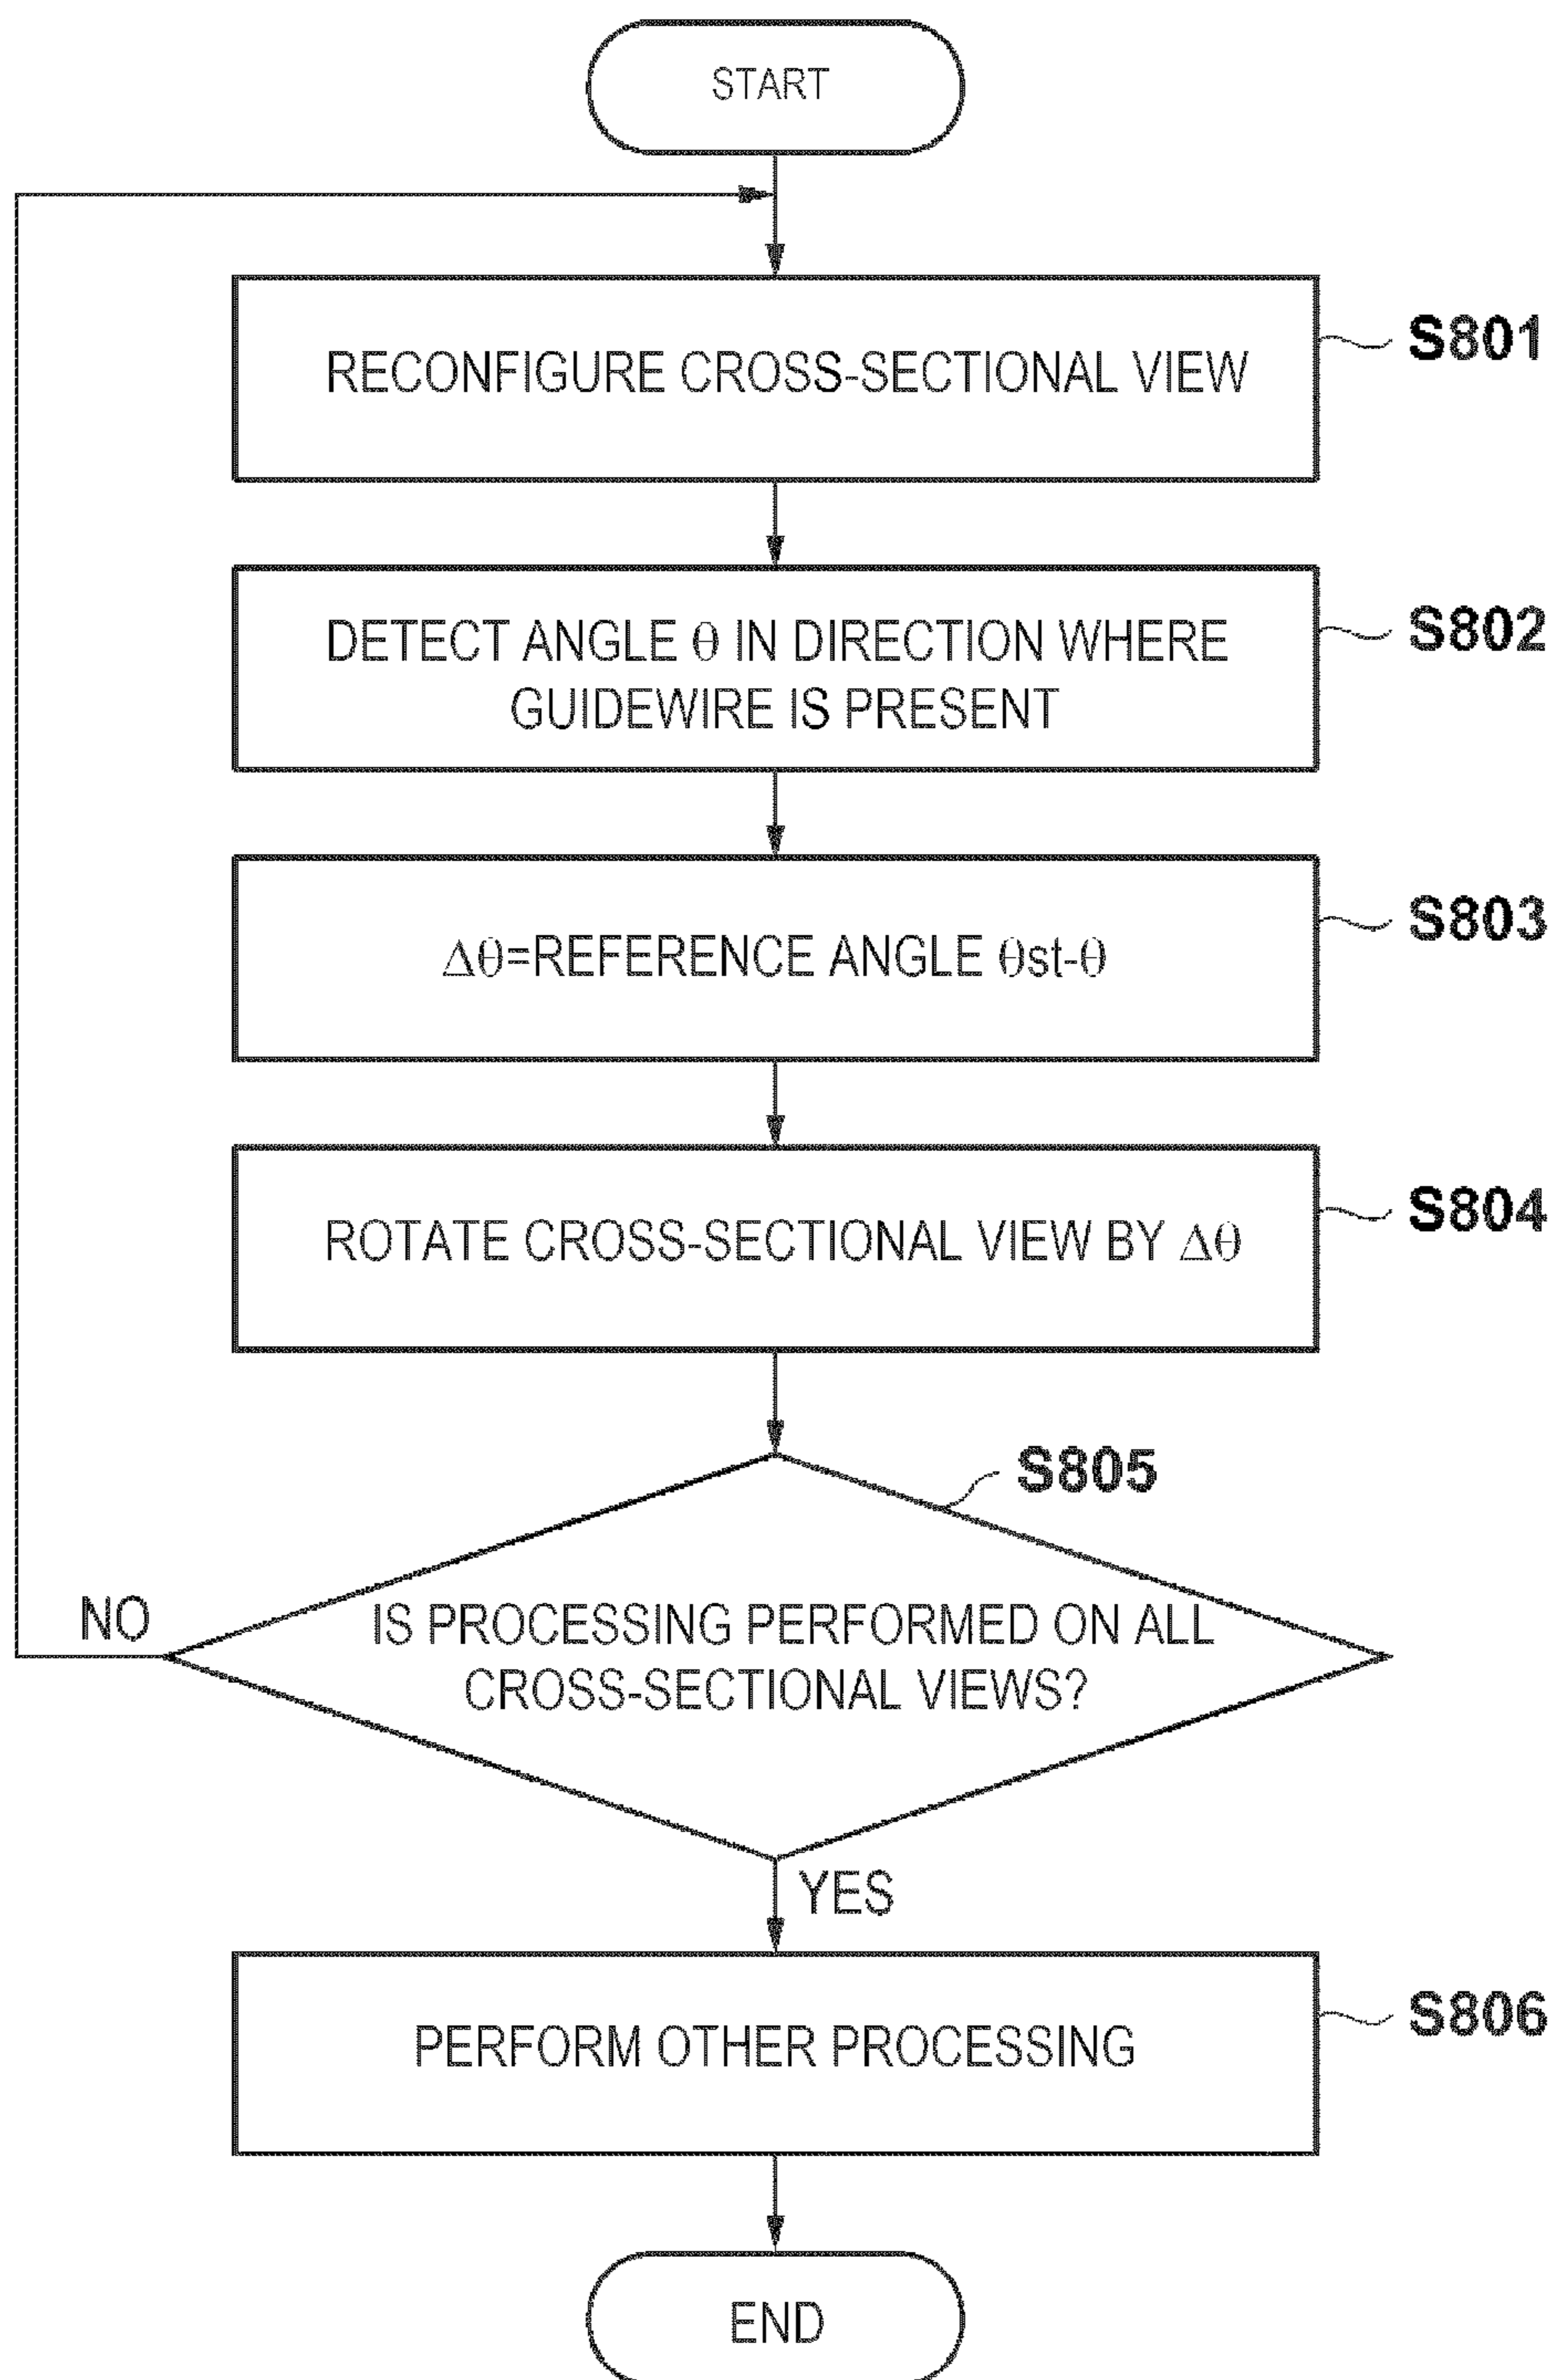 START
RECONFIGURE CROSS-SECTIONAL VIEW
S801
DETECT ANGLE θ IN DIRECTION WHERE
GUIDEWIRE IS PRESENT
S802
Δθ=REFERENCE ANGLE θst-θ
S803
ROTATE CROSS-SECTIONAL VIEW BY Δθ
S804
S805
IS PROCESSING PERFORMED ON ALL
CROSS-SECTIONAL VIEWS?
NO
YES
PERFORM OTHER PROCESSING
S806
END